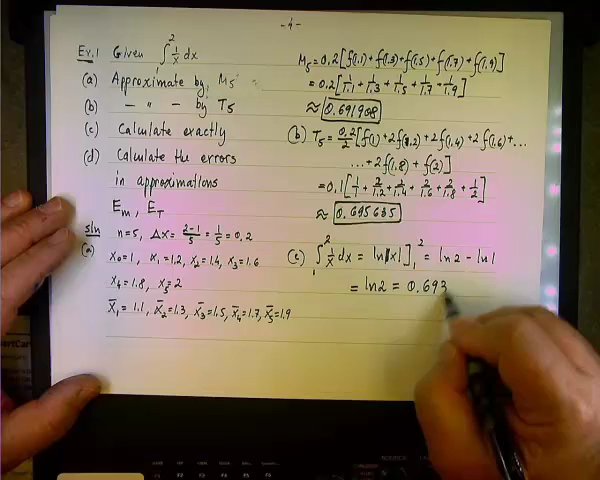 -4-
Ex.1 Given ∫₁² 1/x dx
(a) Approximate by M₅
(b) — " — by T₅
(c) Calculate exactly
(d) Calculate the errors
in approximations
E_M, E_T
sln n=5, Δx = (2-1)/5 = 1/5 = 0.2
(a)
x₀=1, x₁=1.2, x₂=1.4, x₃=1.6
x₄=1.8, x₅=2
x̄₁=1.1, x̄₂=1.3, x̄₃=1.5, x̄₄=1.7, x̄₅=1.9
M₅=0.2[f(1.1)+f(1.3)+f(1.5)+f(1.7)+f(1.9)]
=0.2[1/1.1+1/1.3+1/1.5+1/1.7+1/1.9]
≈ 0.691908
(b) T₅=0.2/2[f(1)+2f(1.2)+2f(1.4)+2f(1.6)+...
...+2f(1.8)+f(2)]
=0.1[1/1+2/1.2+2/1.4+2/1.6+2/1.8+1/2]
≈ 0.695635
(c) ∫₁² 1/x dx = ln|x|]₁² = ln2 - ln1
= ln2 = 0.693